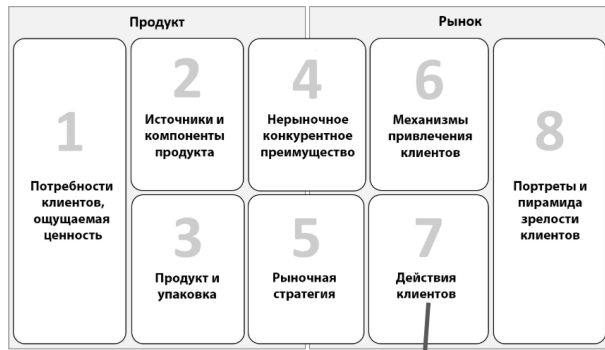 Продукт
Рынок
1
Потребности
клиентов,
ощущаемая
ценность
2
Источники и
компоненты
продукта
3
Продукт и
упаковка
4
Нерыночное
конкурентное
преимущество
5
Рыночная
стратегия
6
Механизмы
привлечения
клиентов
7
Действия
клиентов
8
Портреты и
пирамида
зрелости
клиентов